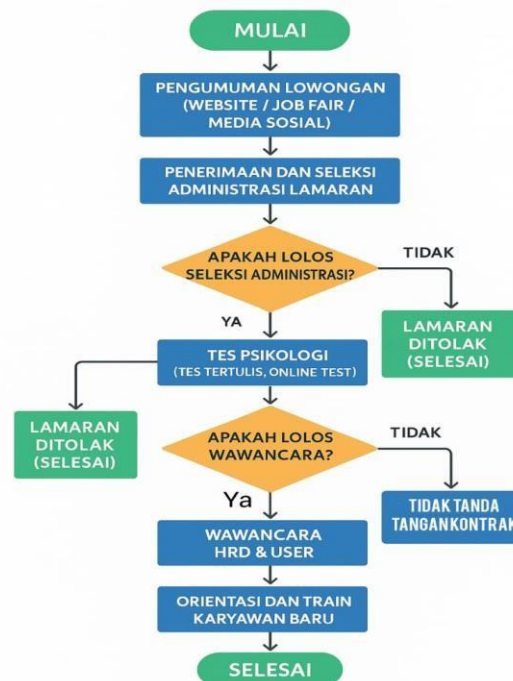 MULAI
PENGUMUMAN LOWONGAN
(WEBSITE / JOB FAIR /
MEDIA SOSIAL)
PENERIMAAN DAN SELEKSI
ADMINISTRASI LAMARAN
APAKAH LOLOS
SELEKSI ADMINISTRASI?
TIDAK
LAMARAN
DITOLAK
(SELESAI)
YA
TES PSIKOLOGI
(TES TERTULIS, ONLINE TEST)
LAMARAN
DITOLAK
(SELESAI)
APAKAH LOLOS
WAWANCARA?
TIDAK
TIDAK TANDA
TANGAN KONTRAK
Ya
WAWANCARA
HRD & USER
ORIENTASI DAN TRAIN
KARYAWAN BARU
SELESAI